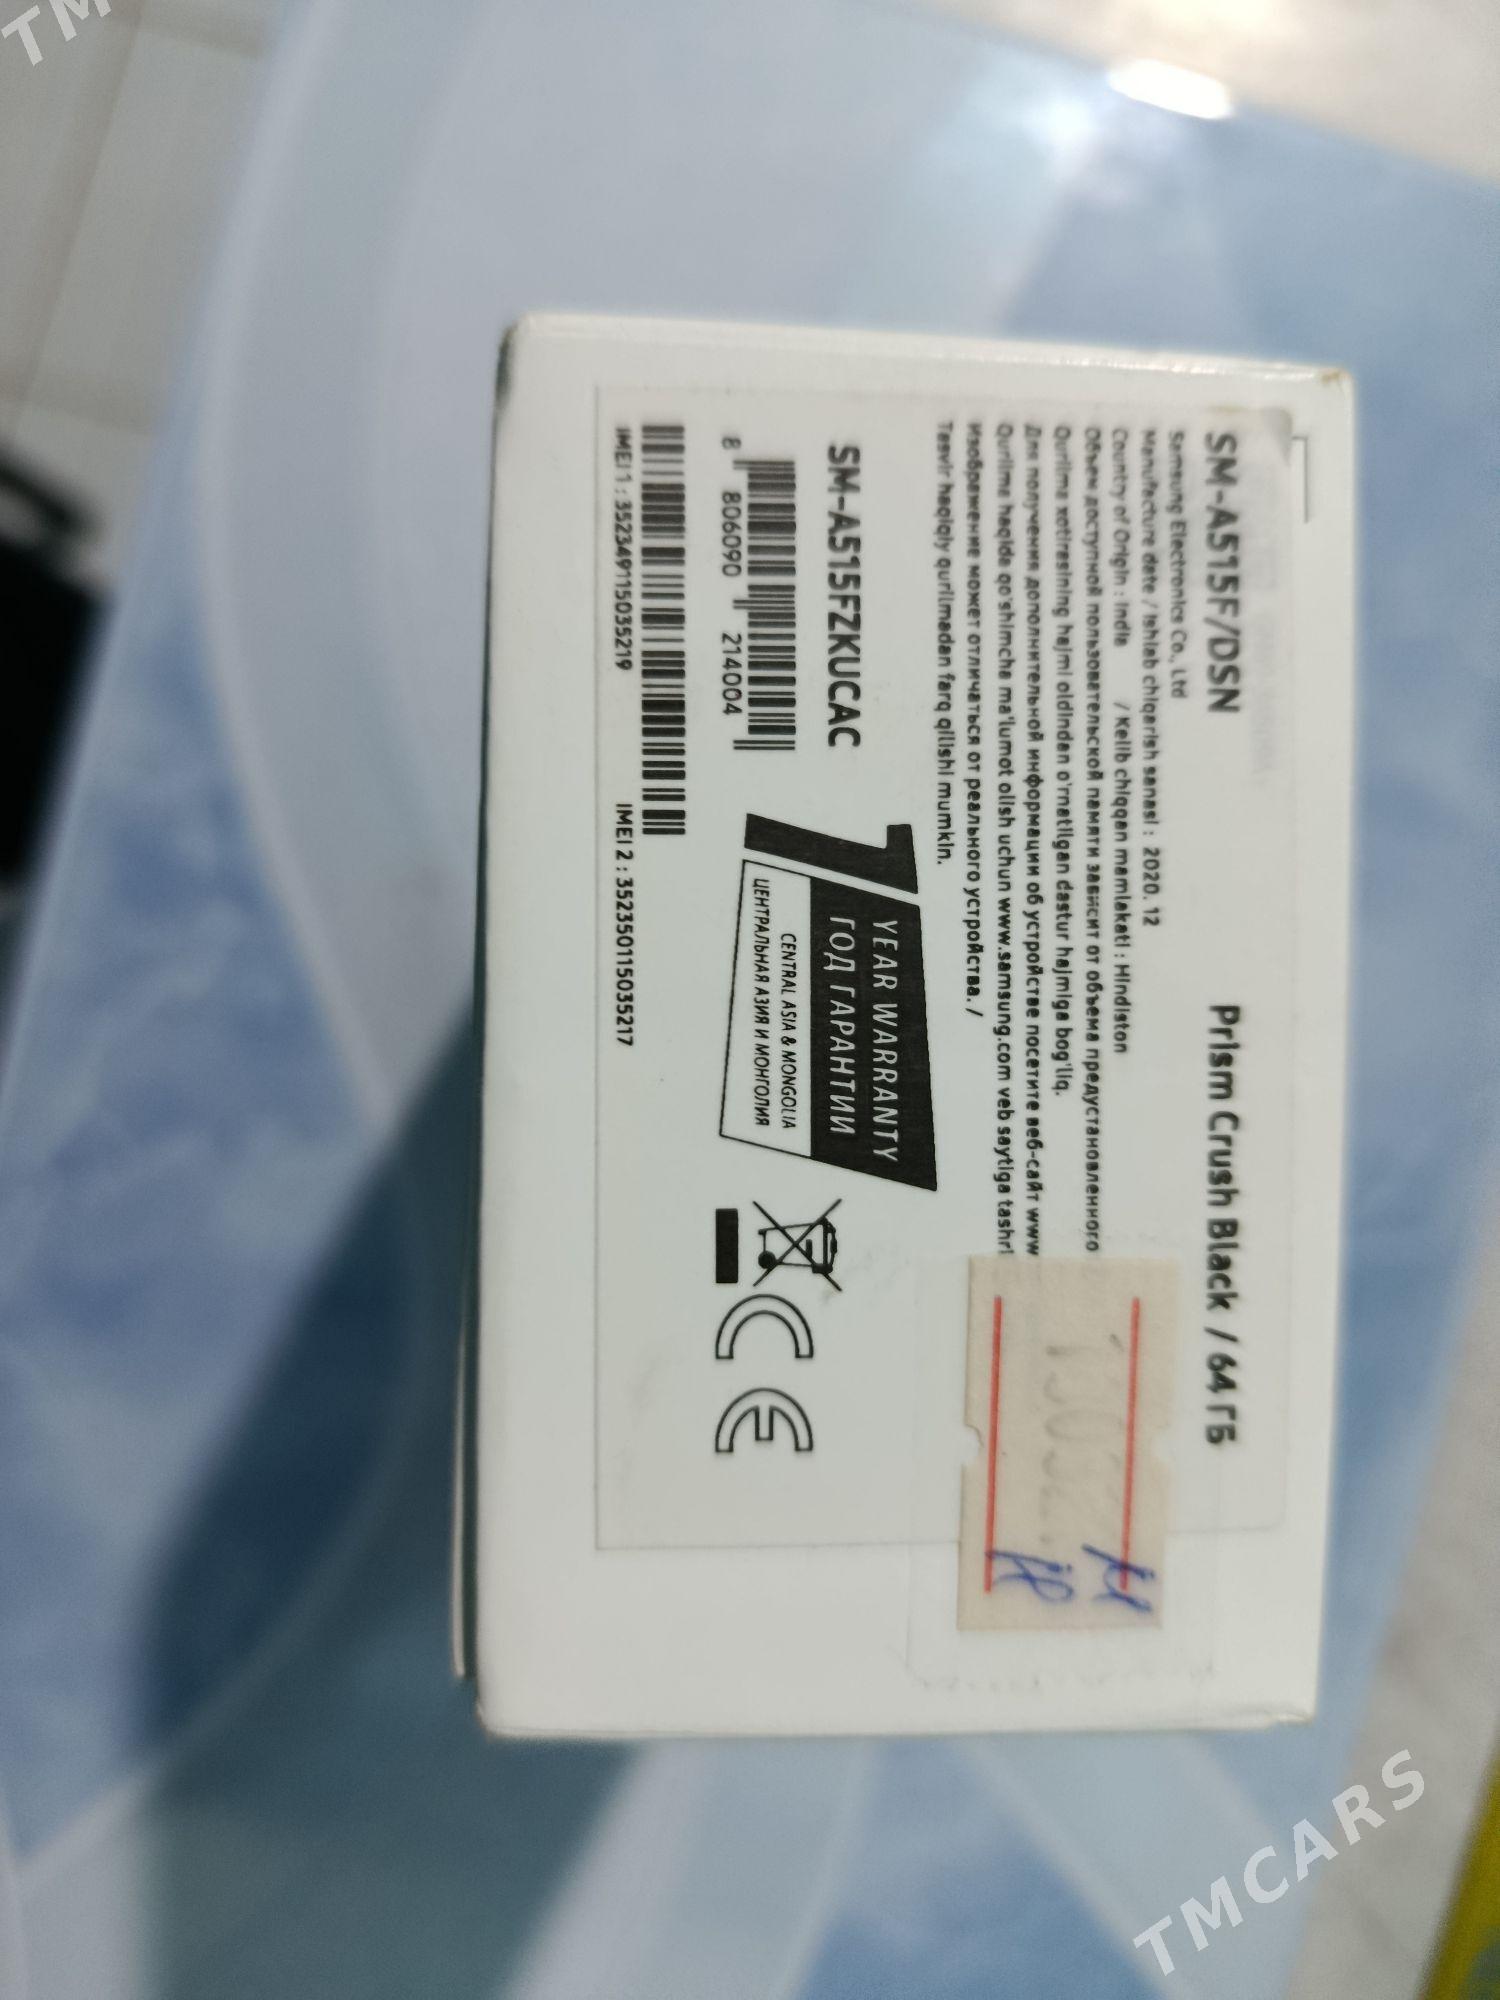 SM-A515F/DSN Prism Crush Black / 64 ГБ
Samsung Electronics Co., Ltd
Manufacture date / Ishlab chiqarish sanasi : 2020. 12
Country of Origin : India / Kelib chiqqan mamlakati : Hindiston
Объем доступной пользовательской памяти зависит от объема предустановленного
Qurilma xotirasining hajmi oldindan o'rnatilgan dastur hajmiga bog'liq.
Для получения дополнительной информации об устройстве посетите веб-сайт www
Qurilma haqida qo'shimcha ma'lumot olish uchun www.samsung.com veb saytiga tashri
Изображение может отличаться от реального устройства. /
Tasvir haqiqiy qurilmadan farq qilishi mumkin.
SM-A515FZKUCAC
8 806090 214004
1 YEAR WARRANTY
ГОД ГАРАНТИИ
CENTRAL ASIA & MONGOLIA
ЦЕНТРАЛЬНАЯ АЗИЯ И МОНГОЛИЯ
CE
IMEI 1 : 352349115035219 IMEI 2 : 352350115035217
TMCARS
TM